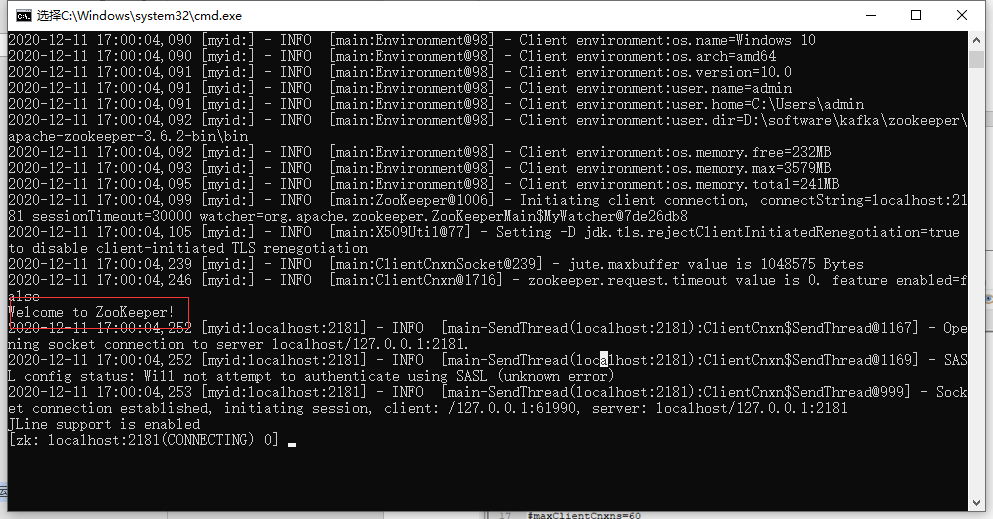 选择C:\Windows\system32\cmd.exe
2020-12-11 17:00:04,090 [myid:] - INFO  [main:Environment@98] - Client environment:os.name=Windows 10
2020-12-11 17:00:04,090 [myid:] - INFO  [main:Environment@98] - Client environment:os.arch=amd64
2020-12-11 17:00:04,091 [myid:] - INFO  [main:Environment@98] - Client environment:os.version=10.0
2020-12-11 17:00:04,091 [myid:] - INFO  [main:Environment@98] - Client environment:user.name=admin
2020-12-11 17:00:04,091 [myid:] - INFO  [main:Environment@98] - Client environment:user.home=C:\Users\admin
2020-12-11 17:00:04,092 [myid:] - INFO  [main:Environment@98] - Client environment:user.dir=D:\software\kafka\zookeeper\
apache-zookeeper-3.6.2-bin\bin
2020-12-11 17:00:04,092 [myid:] - INFO  [main:Environment@98] - Client environment:os.memory.free=232MB
2020-12-11 17:00:04,093 [myid:] - INFO  [main:Environment@98] - Client environment:os.memory.max=3579MB
2020-12-11 17:00:04,095 [myid:] - INFO  [main:Environment@98] - Client environment:os.memory.total=241MB
2020-12-11 17:00:04,099 [myid:] - INFO  [main:ZooKeeper@1006] - Initiating client connection, connectString=localhost:21
81 sessionTimeout=30000 watcher=org.apache.zookeeper.ZooKeeperMain$MyWatcher@7de26db8
2020-12-11 17:00:04,105 [myid:] - INFO  [main:X509Util@77] - Setting -D jdk.tls.rejectClientInitiatedRenegotiation=true
to disable client-initiated TLS renegotiation
2020-12-11 17:00:04,239 [myid:] - INFO  [main:ClientCnxnSocket@239] - jute.maxbuffer value is 1048575 Bytes
2020-12-11 17:00:04,246 [myid:] - INFO  [main:ClientCnxn@1716] - zookeeper.request.timeout value is 0. feature enabled=f
alse
Welcome to ZooKeeper!
2020-12-11 17:00:04,252 [myid:localhost:2181] - INFO  [main-SendThread(localhost:2181):ClientCnxn$SendThread@1167] - Ope
ning socket connection to server localhost/127.0.0.1:2181.
2020-12-11 17:00:04,252 [myid:localhost:2181] - INFO  [main-SendThread(localhost:2181):ClientCnxn$SendThread@1169] - SAS
L config status: Will not attempt to authenticate using SASL (unknown error)
2020-12-11 17:00:04,253 [myid:localhost:2181] - INFO  [main-SendThread(localhost:2181):ClientCnxn$SendThread@999] - Sock
et connection established, initiating session, client: /127.0.0.1:61990, server: localhost/127.0.0.1:2181
JLine support is enabled
[zk: localhost:2181(CONNECTING) 0]
17 #maxClientCnxns=60